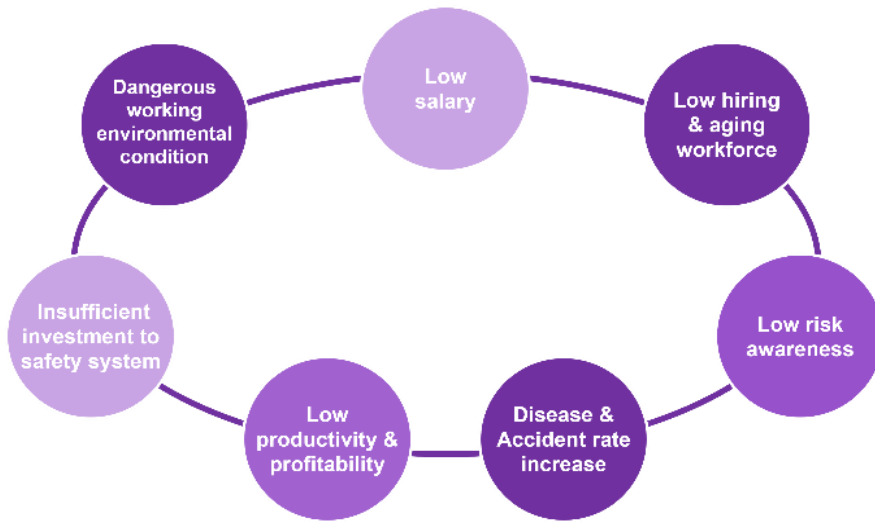 Low
salary
Low hiring
& aging
workforce
Low risk
awareness
Disease &
Accident rate
increase
Low
productivity &
profitability
Insufficient
investment to
safety system
Dangerous
working
environmental
condition